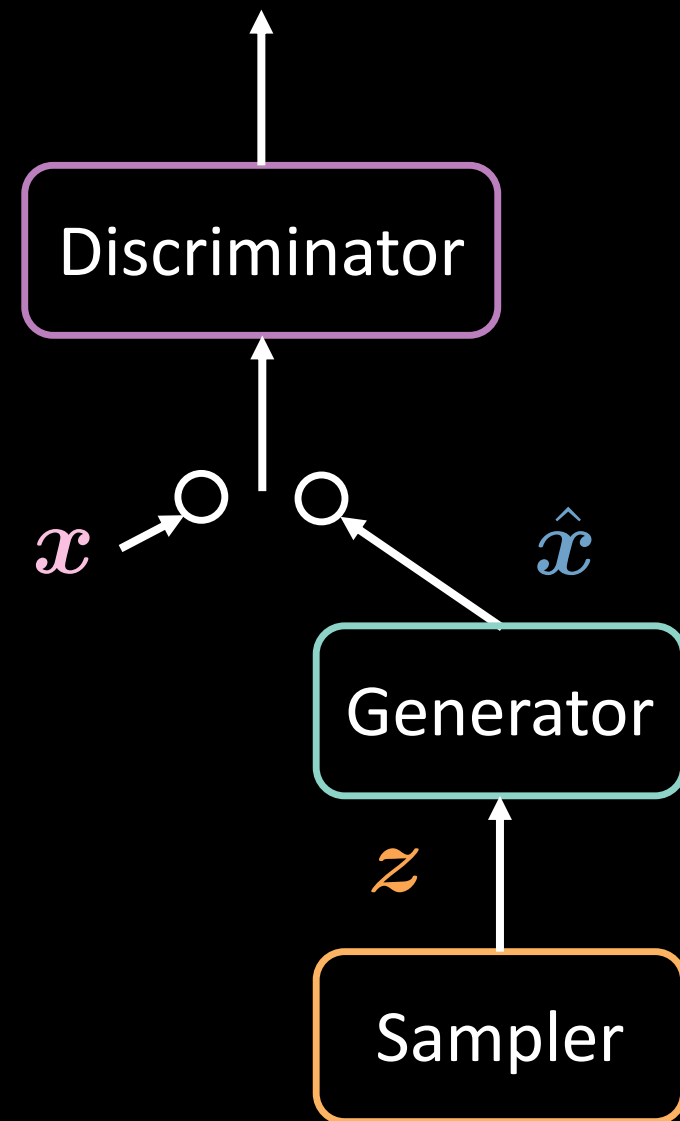 Discriminator
x
x̂
Generator
z
Sampler